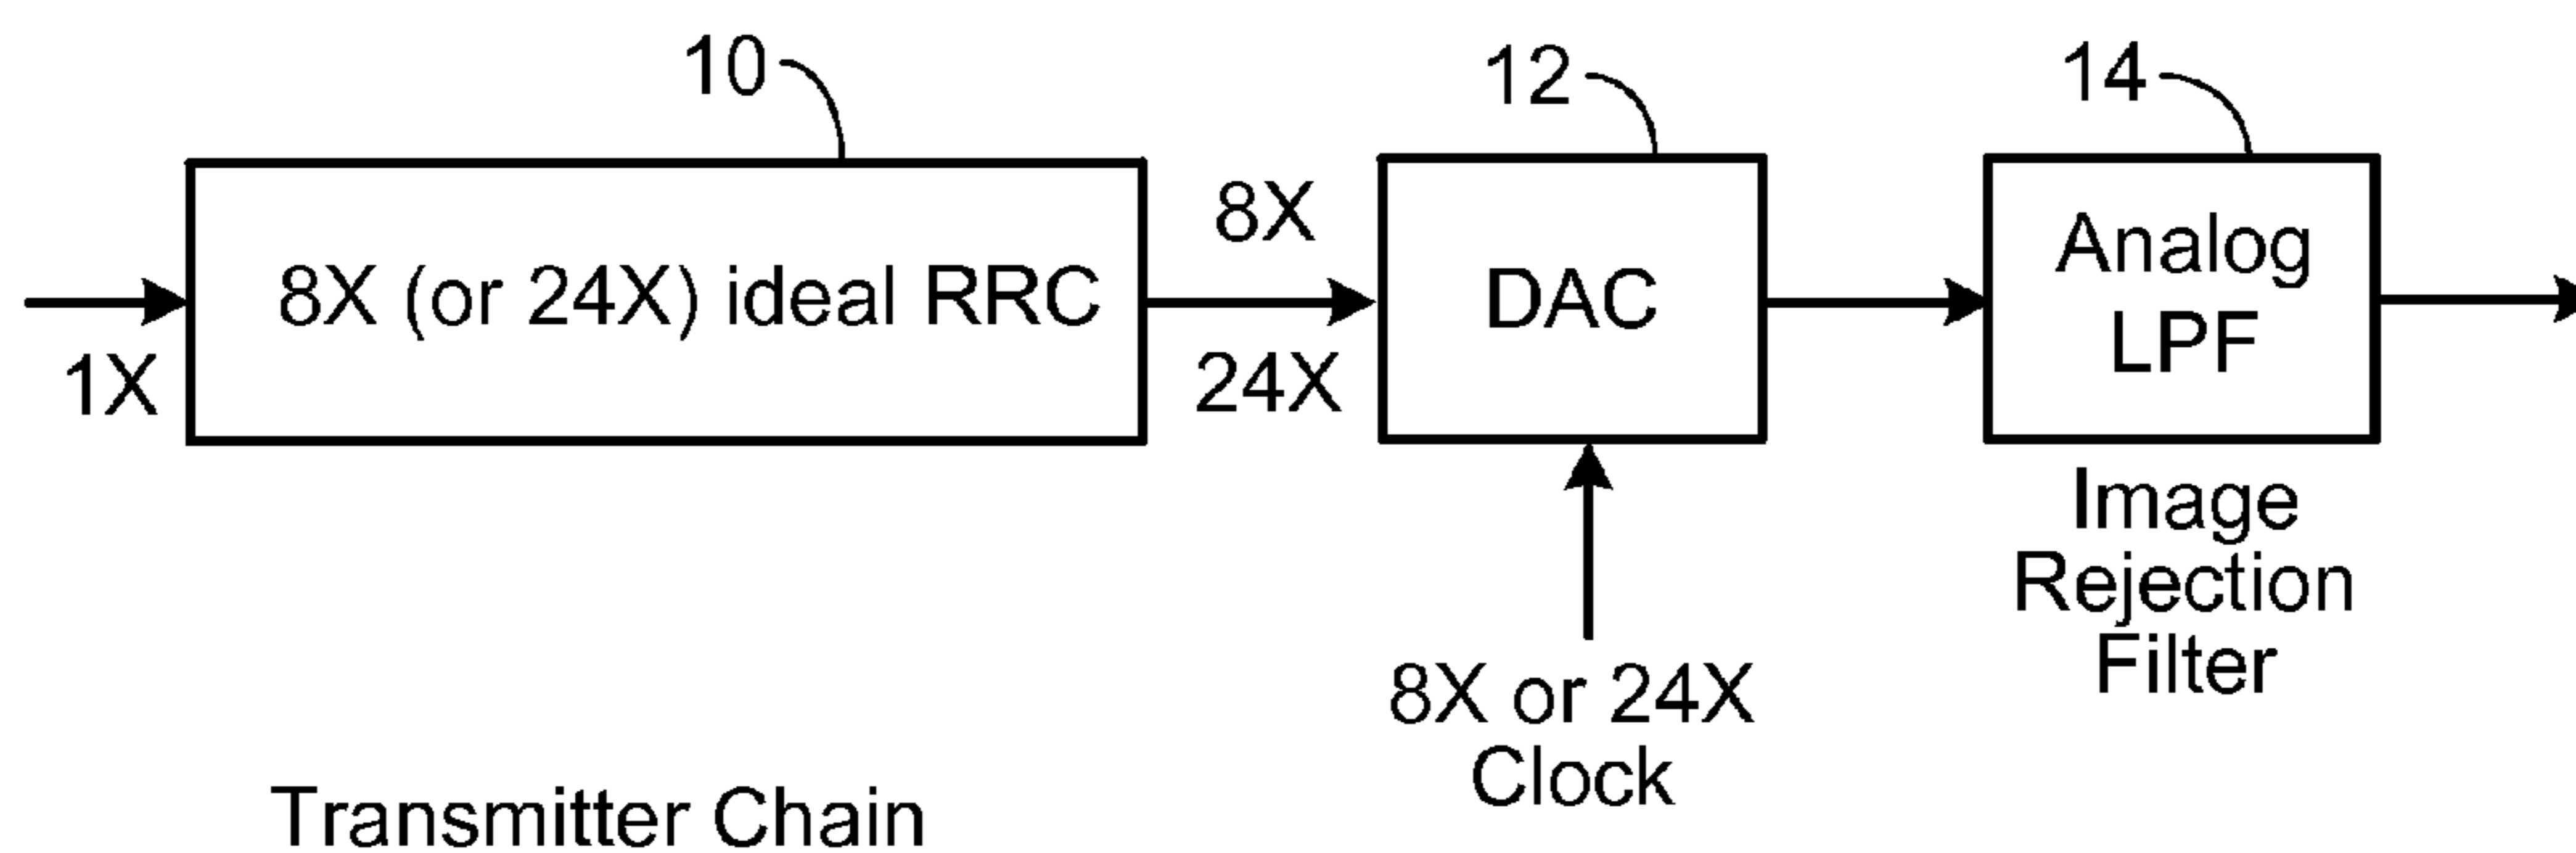 10
12
14
1X
8X (or 24X) ideal RRC
8X
24X
DAC
Analog
LPF
8X or 24X
Clock
Image
Rejection
Filter
Transmitter Chain